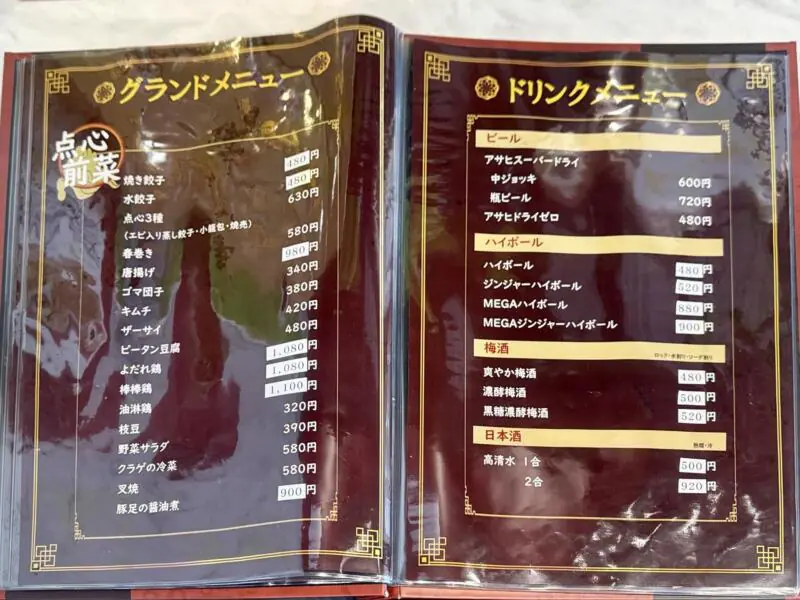 グランドメニュー
点心
前菜
焼き餃子 480円
水餃子 480円
点心3種 630円
(エビ入り蒸し餃子・小籠包・焼売)
春巻き 580円
唐揚げ 980円
ゴマ団子 340円
キムチ 380円
ザーサイ 420円
ピータン豆腐 480円
よだれ鶏 1,080円
棒棒鶏 1,080円
油淋鶏 1,100円
枝豆 320円
野菜サラダ 390円
クラゲの冷菜 580円
叉焼 580円
豚足の醤油煮 900円
ドリンクメニュー
ビール
アサヒスーパードライ
中ジョッキ 600円
瓶ビール 720円
アサヒドライゼロ 480円
ハイボール
ハイボール 480円
ジンジャーハイボール 520円
MEGAハイボール 880円
MEGAジンジャーハイボール 900円
梅酒 ロック・水割り・ソーダ割り
爽やか梅酒 480円
濃酵梅酒 500円
黒糖濃酵梅酒 520円
日本酒 熱燗・冷
高清水 1合 500円
2合 920円